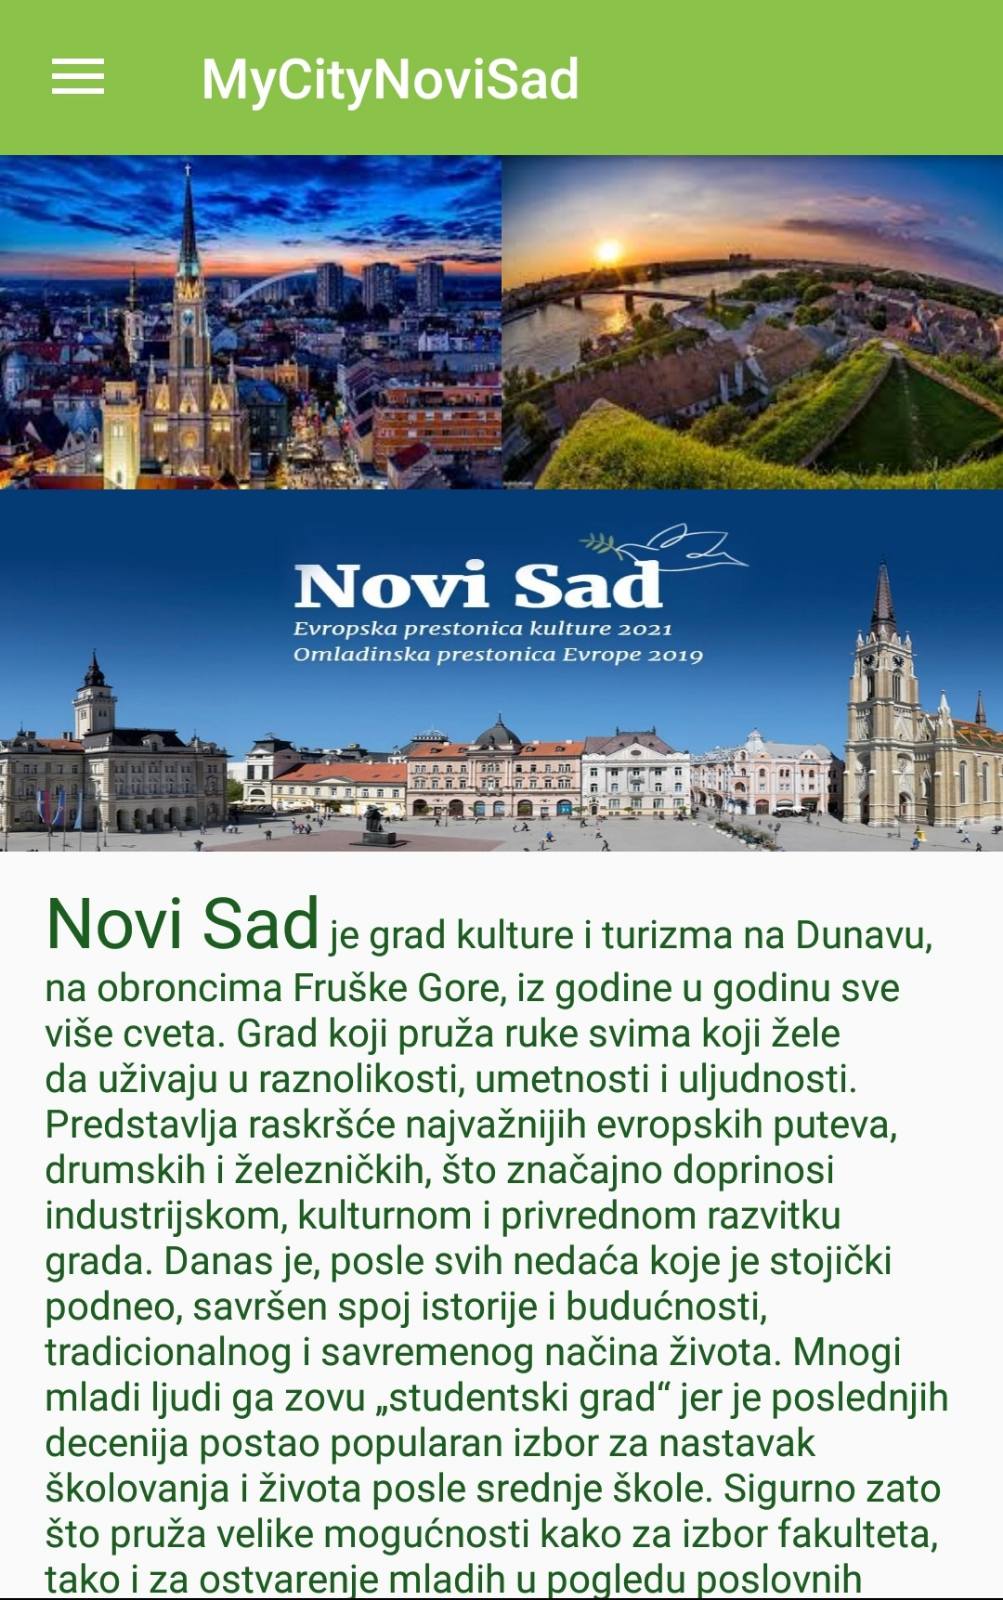 MyCityNoviSad
Novi Sad
Evropska prestonica kulture 2021
Omladinska prestonica Evrope 2019
Novi Sad je grad kulture i turizma na Dunavu,
na obroncima Fruške Gore, iz godine u godinu sve
više cveta. Grad koji pruža ruke svima koji žele
da uživaju u raznolikosti, umetnosti i uljudnosti.
Predstavlja raskršće najvažnijih evropskih puteva,
drumskih i železničkih, što značajno doprinosi
industrijskom, kulturnom i privrednom razvitku
grada. Danas je, posle svih nedaća koje je stojički
podneo, savršen spoj istorije i budućnosti,
tradicionalnog i savremenog načina života. Mnogi
mladi ljudi ga zovu „studentski grad“ jer je poslednjih
decenija postao popularan izbor za nastavak
školovanja i života posle srednje škole. Sigurno zato
što pruža velike mogućnosti kako za izbor fakulteta,
tako i za ostvarenje mladih u pogledu poslovnih